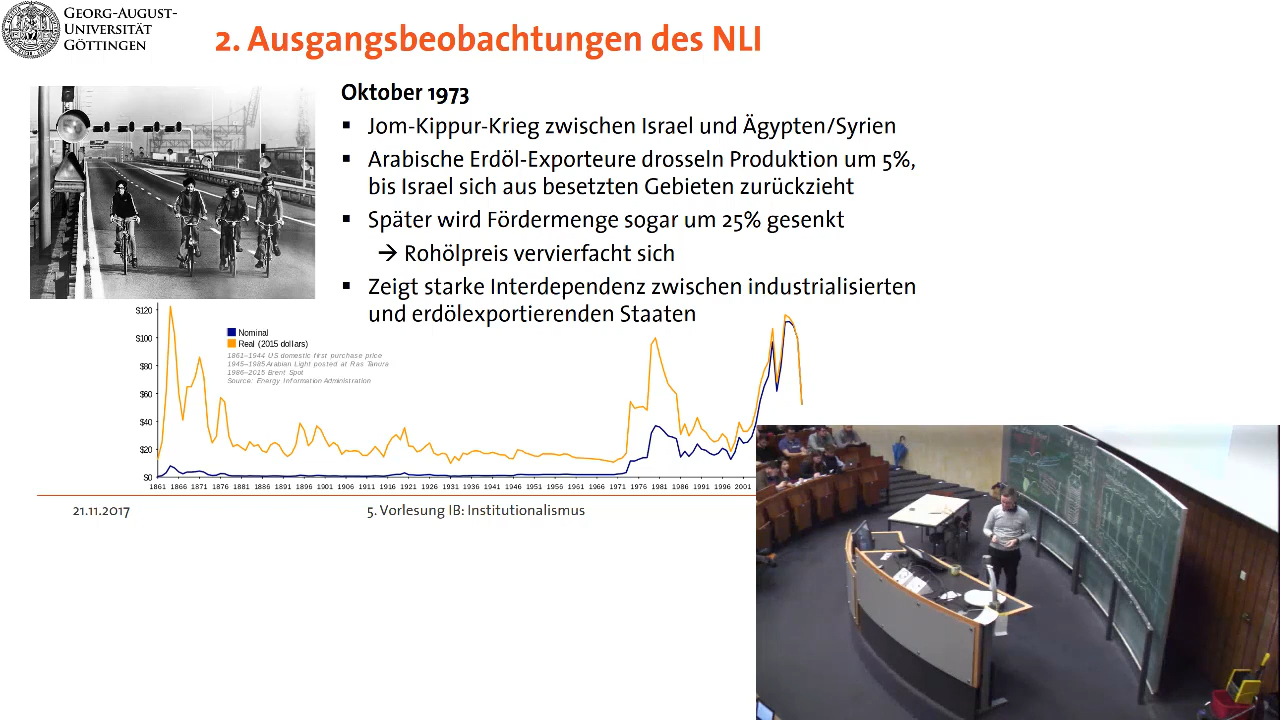 GEORG-AUGUST-
UNIVERSITÄT
GÖTTINGEN
2. Ausgangsbeobachtungen des NLI
Oktober 1973
▪ Jom-Kippur-Krieg zwischen Israel und Ägypten/Syrien
▪ Arabische Erdöl-Exporteure drosseln Produktion um 5%,
bis Israel sich aus besetzten Gebieten zurückzieht
▪ Später wird Fördermenge sogar um 25% gesenkt
→ Rohölpreis vervierfacht sich
▪ Zeigt starke Interdependenz zwischen industrialisierten
und erdölexportierenden Staaten
$120
$100
$80
$60
$40
$20
$0
Nominal
Real (2015 dollars)
1861–1944 US domestic first purchase price
1945–1985 Arabian Light posted at Ras Tanura
1986–2015 Brent Spot
Source: Energy Information Administration
1861 1866 1871 1876 1881 1886 1891 1896 1901 1906 1911 1916 1921 1926 1931 1936 1941 1946 1951 1956 1961 1966 1971 1976 1981 1986 1991 1996 2001
21.11.2017
5. Vorlesung IB: Institutionalismus